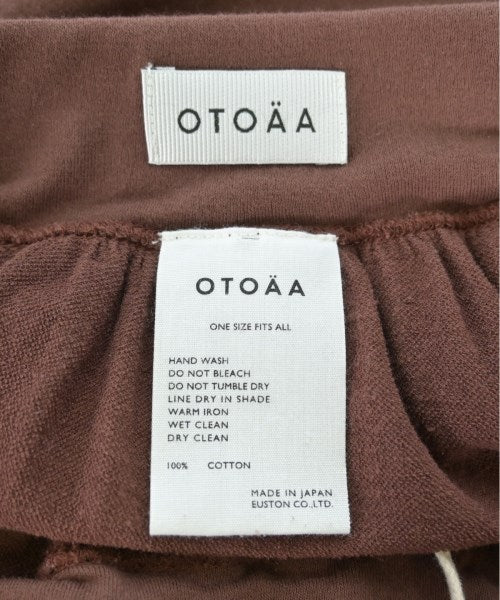 OTOÄA
OTOÄA
ONE SIZE FITS ALL
HAND WASH
DO NOT BLEACH
DO NOT TUMBLE DRY
LINE DRY IN SHADE
WARM IRON
WET CLEAN
DRY CLEAN
100% COTTON
MADE IN JAPAN
EUSTON CO.,LTD.